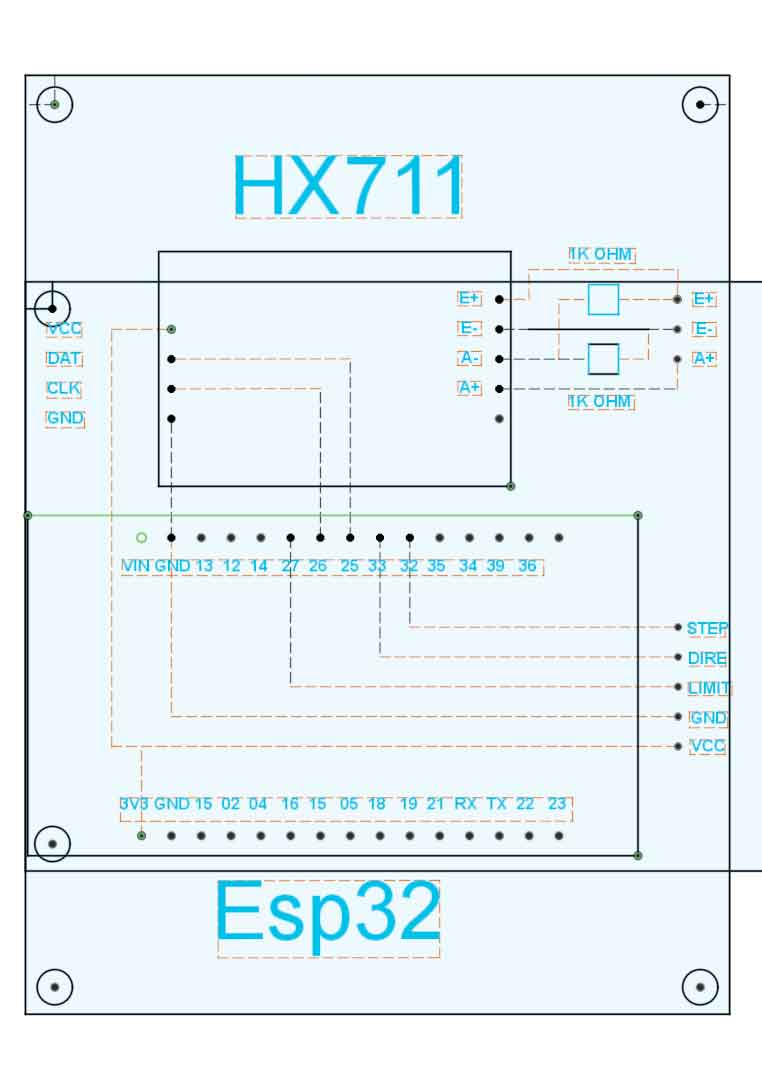 HX711
1K OHM
E+ E+
VCC E- E-
DAT A- A+
CLK A+
1K OHM
GND
VIN GND 13 12 14 27 26 25 33 32 35 34 39 36
STEP
DIRE
LIMIT
GND
VCC
3V3 GND 15 02 04 16 15 05 18 19 21 RX TX 22 23
Esp32